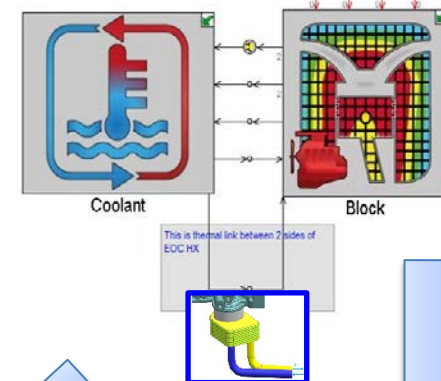 Coolant
Block
This is thermal link between 2 sides of
EOC HX